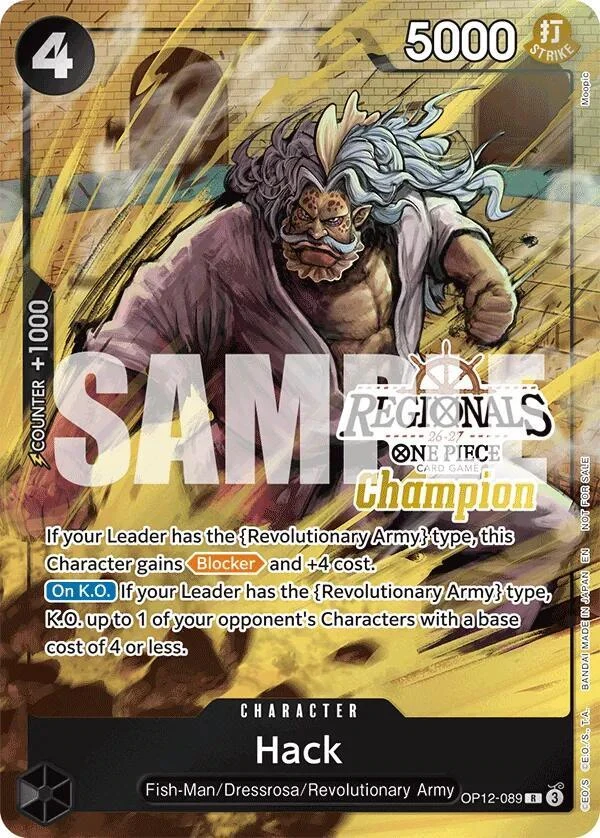 4
5000 打
STRIKE
MoopiC
COUNTER +1000
SAMPLE
REGIONALS
26-27
ONE PIECE
CARD GAME
Champion
If your Leader has the {Revolutionary Army} type, this
Character gains Blocker and +4 cost.
On K.O. If your Leader has the {Revolutionary Army} type,
K.O. up to 1 of your opponent's Characters with a base
cost of 4 or less.
CHARACTER
Hack
Fish-Man/Dressrosa/Revolutionary Army
OP12-089 R 3
©E.O/S ©E.O./S., T.A. BANDAI MADE IN JAPAN EN NOT FOR SALE